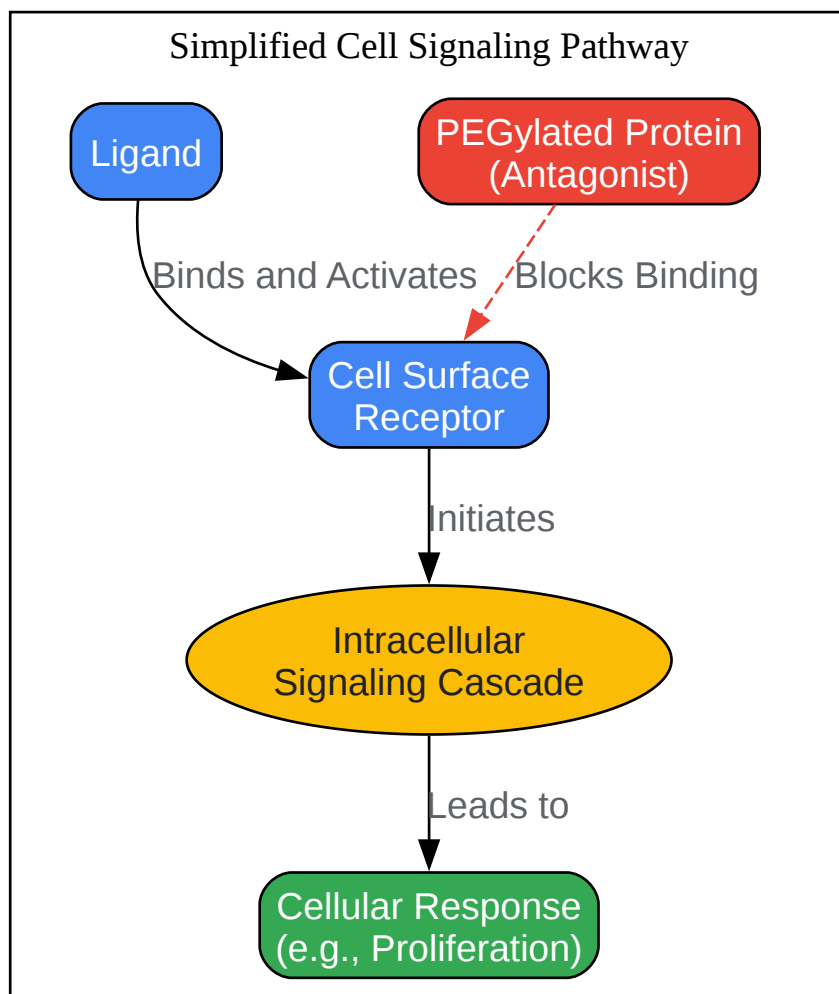 Simplified Cell Signaling Pathway
Ligand
PEGylated Protein
(Antagonist)
Binds and Activates
Blocks Binding
Cell Surface
Receptor
Initiates
Intracellular
Signaling Cascade
Leads to
Cellular Response
(e.g., Proliferation)